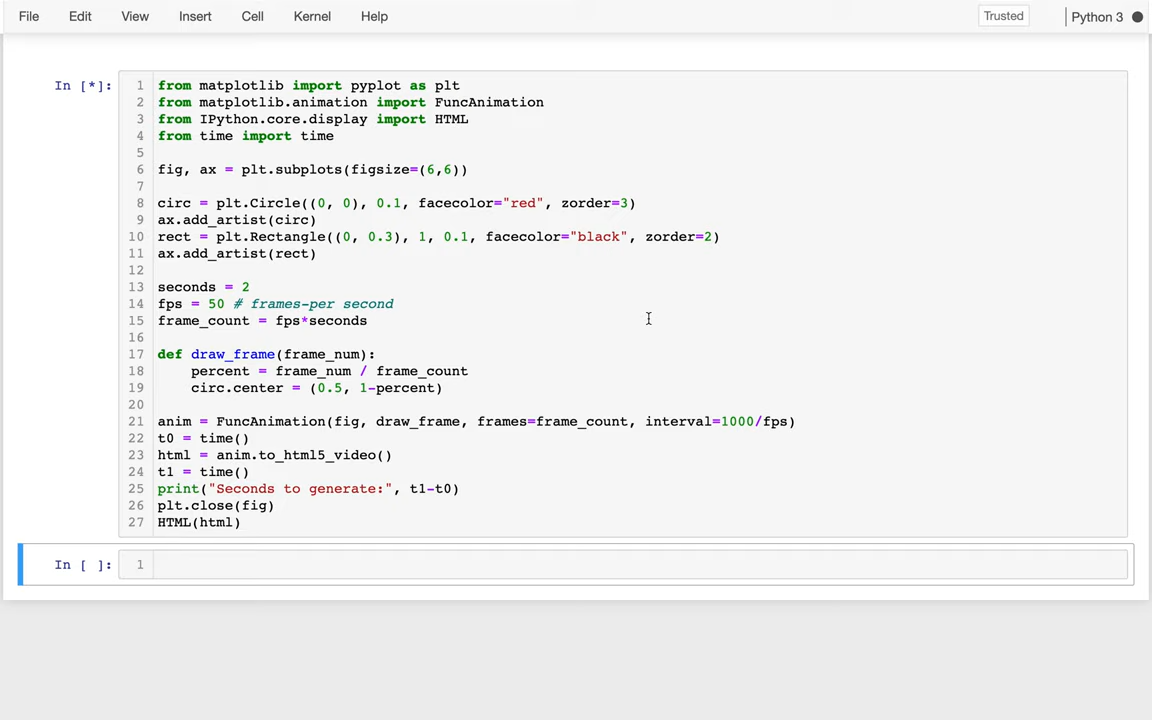 File Edit View Insert Cell Kernel Help Trusted Python 3
In [*]:
1 from matplotlib import pyplot as plt
2 from matplotlib.animation import FuncAnimation
3 from IPython.core.display import HTML
4 from time import time
5
6 fig, ax = plt.subplots(figsize=(6,6))
7
8 circ = plt.Circle((0, 0), 0.1, facecolor="red", zorder=3)
9 ax.add_artist(circ)
10 rect = plt.Rectangle((0, 0.3), 1, 0.1, facecolor="black", zorder=2)
11 ax.add_artist(rect)
12
13 seconds = 2
14 fps = 50 # frames-per second
15 frame_count = fps*seconds
16
17 def draw_frame(frame_num):
18     percent = frame_num / frame_count
19     circ.center = (0.5, 1-percent)
20
21 anim = FuncAnimation(fig, draw_frame, frames=frame_count, interval=1000/fps)
22 t0 = time()
23 html = anim.to_html5_video()
24 t1 = time()
25 print("Seconds to generate:", t1-t0)
26 plt.close(fig)
27 HTML(html)
In [ ]: 1